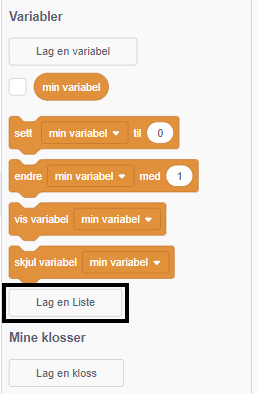 Variabler
Lag en variabel
min variabel
sett min variabel til 0
endre min variabel med 1
vis variabel min variabel
skjul variabel min variabel
Lag en Liste
Mine klosser
Lag en kloss